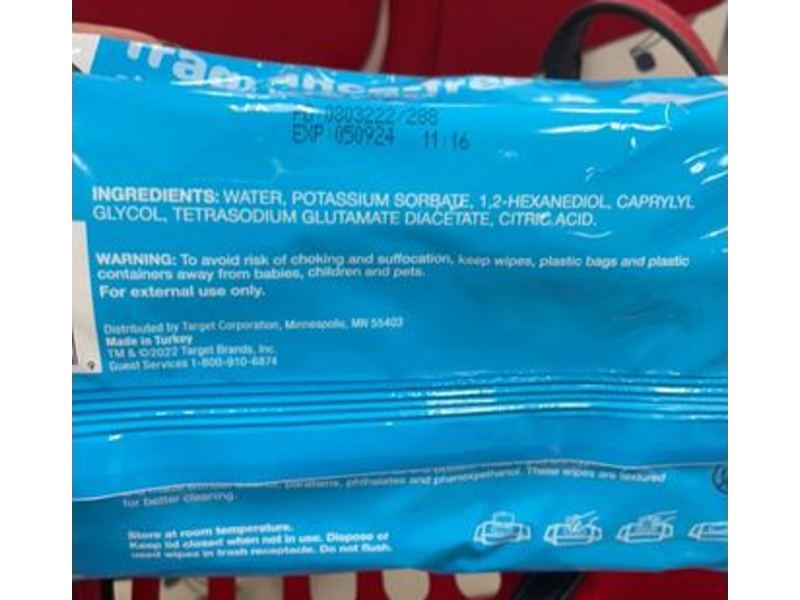 fragrance-free
0803222/288
EXP 050924 11:16
INGREDIENTS: WATER, POTASSIUM SORBATE, 1,2-HEXANEDIOL, CAPRYLYL
GLYCOL, TETRASODIUM GLUTAMATE DIACETATE, CITRIC ACID.
WARNING: To avoid risk of choking and suffocation, keep wipes, plastic bags and plastic
containers away from babies, children and pets.
For external use only.
Distributed by Target Corporation, Minneapolis, MN 55403
Made in Turkey
TM & ©2022 Target Brands, Inc.
Guest Services 1-800-910-6874
parabens, phthalates and phenoxyethanol. These wipes are textured
for better cleaning.
Store at room temperature.
Keep lid closed when not in use. Dispose of
used wipes in trash receptacle. Do not flush.